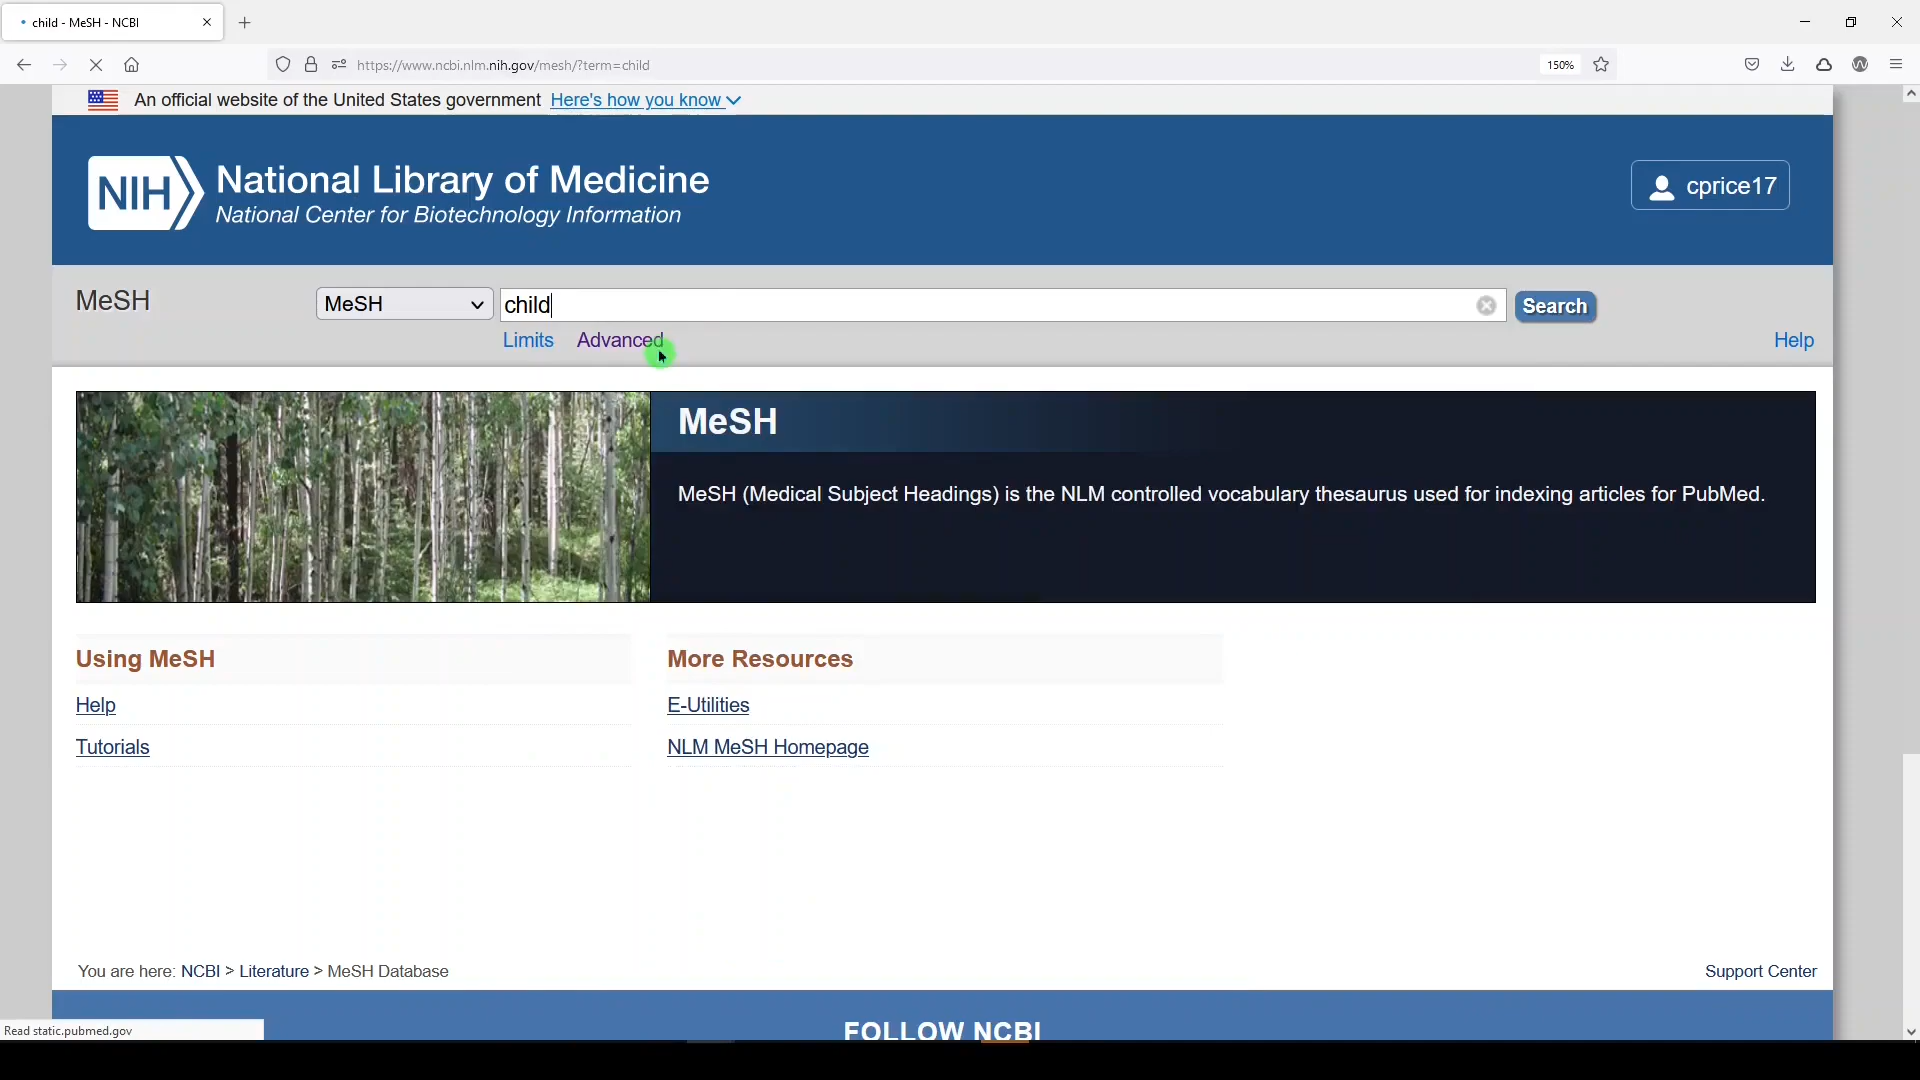 child - MeSH - NCBI
https://www.ncbi.nlm.nih.gov/mesh/?term=child
150%
An official website of the United States government Here's how you know
NIH National Library of Medicine
National Center for Biotechnology Information
cprice17
MeSH
MeSH
child
Search
Limits
Advanced
Help
MeSH
MeSH (Medical Subject Headings) is the NLM controlled vocabulary thesaurus used for indexing articles for PubMed.
Using MeSH
Help
Tutorials
More Resources
E-Utilities
NLM MeSH Homepage
You are here: NCBI > Literature > MeSH Database
Support Center
Read static.pubmed.gov
FOLLOW NCBI